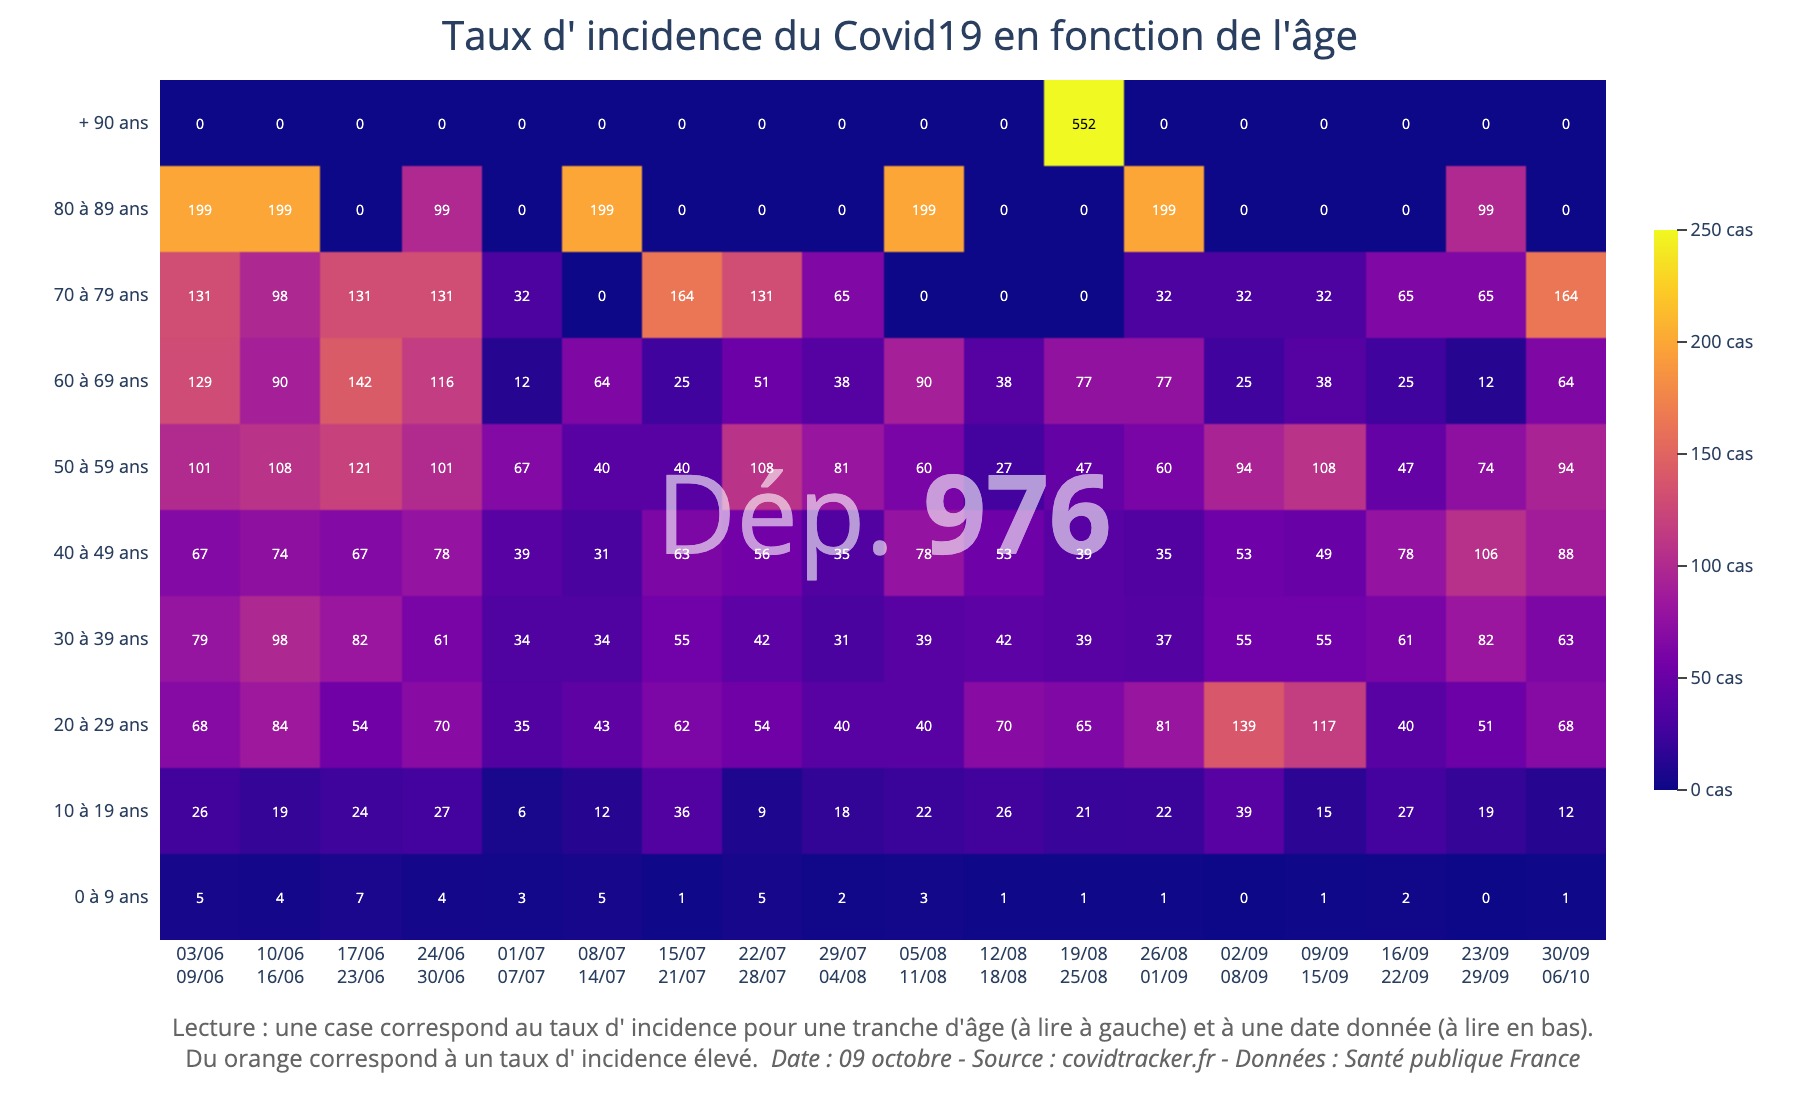 Taux d' incidence du Covid19 en fonction de l'âge
+ 90 ans 0 0 0 0 0 0 0 0 0 0 0 552 0 0 0 0 0 0
80 à 89 ans 199 199 0 99 0 199 0 0 0 199 0 0 199 0 0 0 99 0
70 à 79 ans 131 98 131 131 32 0 164 131 65 0 0 0 32 32 32 65 65 164
60 à 69 ans 129 90 142 116 12 64 25 51 38 90 38 77 77 25 38 25 12 64
50 à 59 ans 101 108 121 101 67 40 40 108 81 60 27 47 60 94 108 47 74 94
Dép. 976
40 à 49 ans 67 74 67 78 39 31 63 56 35 78 53 39 35 53 49 78 106 88
30 à 39 ans 79 98 82 61 34 34 55 42 31 39 42 39 37 55 55 61 82 63
20 à 29 ans 68 84 54 70 35 43 62 54 40 40 70 65 81 139 117 40 51 68
10 à 19 ans 26 19 24 27 6 12 36 9 18 22 26 21 22 39 15 27 19 12
0 à 9 ans 5 4 7 4 3 5 1 5 2 3 1 1 1 0 1 2 0 1
03/06 10/06 17/06 24/06 01/07 08/07 15/07 22/07 29/07 05/08 12/08 19/08 26/08 02/09 09/09 16/09 23/09 30/09
09/06 16/06 23/06 30/06 07/07 14/07 21/07 28/07 04/08 11/08 18/08 25/08 01/09 08/09 15/09 22/09 29/09 06/10
250 cas
200 cas
150 cas
100 cas
50 cas
0 cas
Lecture : une case correspond au taux d' incidence pour une tranche d'âge (à lire à gauche) et à une date donnée (à lire en bas).
Du orange correspond à un taux d' incidence élevé. Date : 09 octobre - Source : covidtracker.fr - Données : Santé publique France